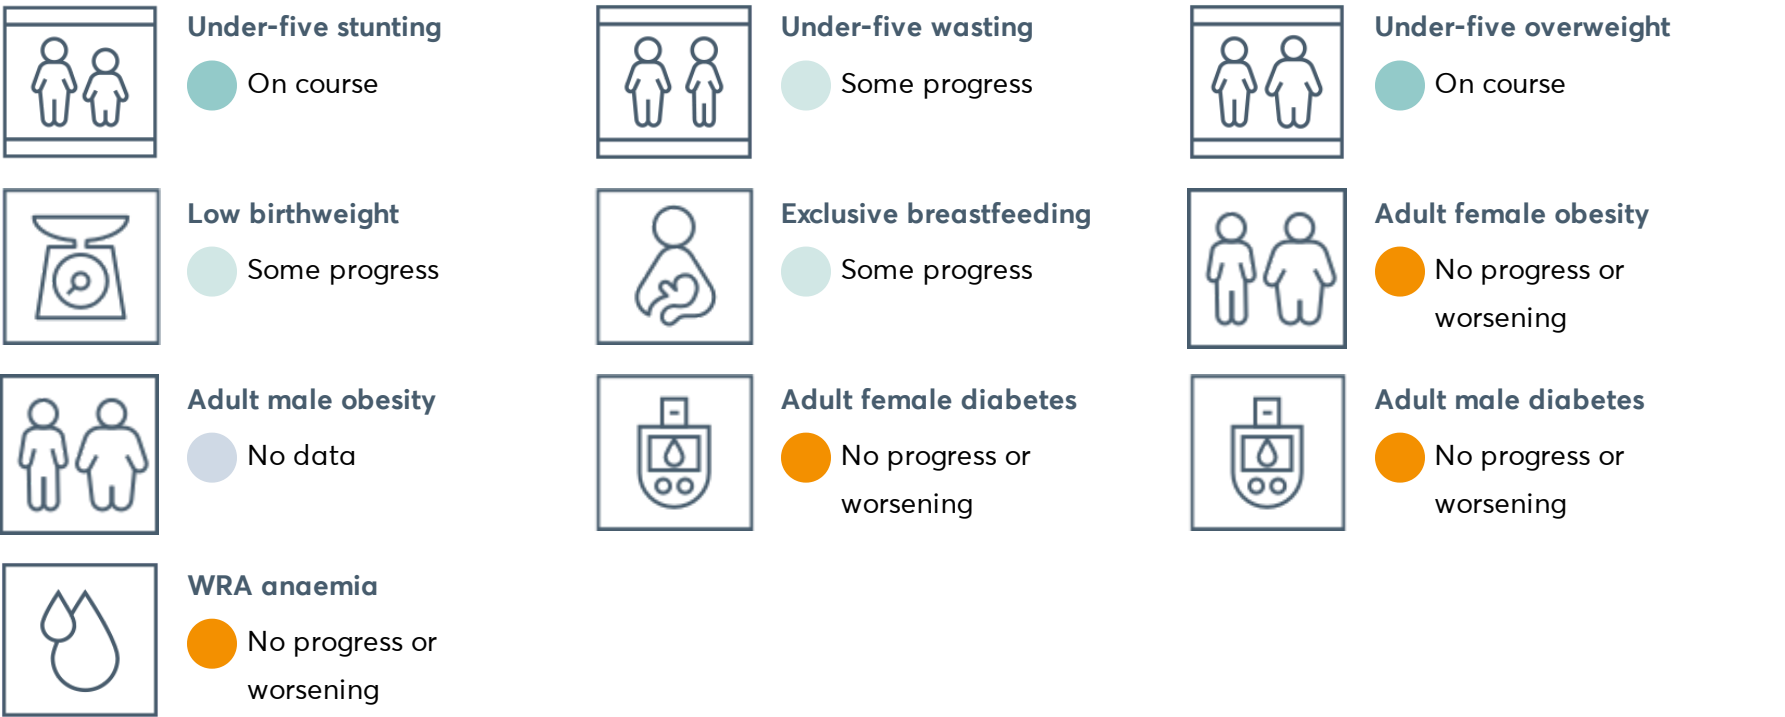 Under-five stunting
On course
Under-five wasting
Some progress
Under-five overweight
On course
Low birthweight
Some progress
Exclusive breastfeeding
Some progress
Adult female obesity
No progress or
worsening
Adult male obesity
No data
Adult female diabetes
No progress or
worsening
Adult male diabetes
No progress or
worsening
WRA anaemia
No progress or
worsening